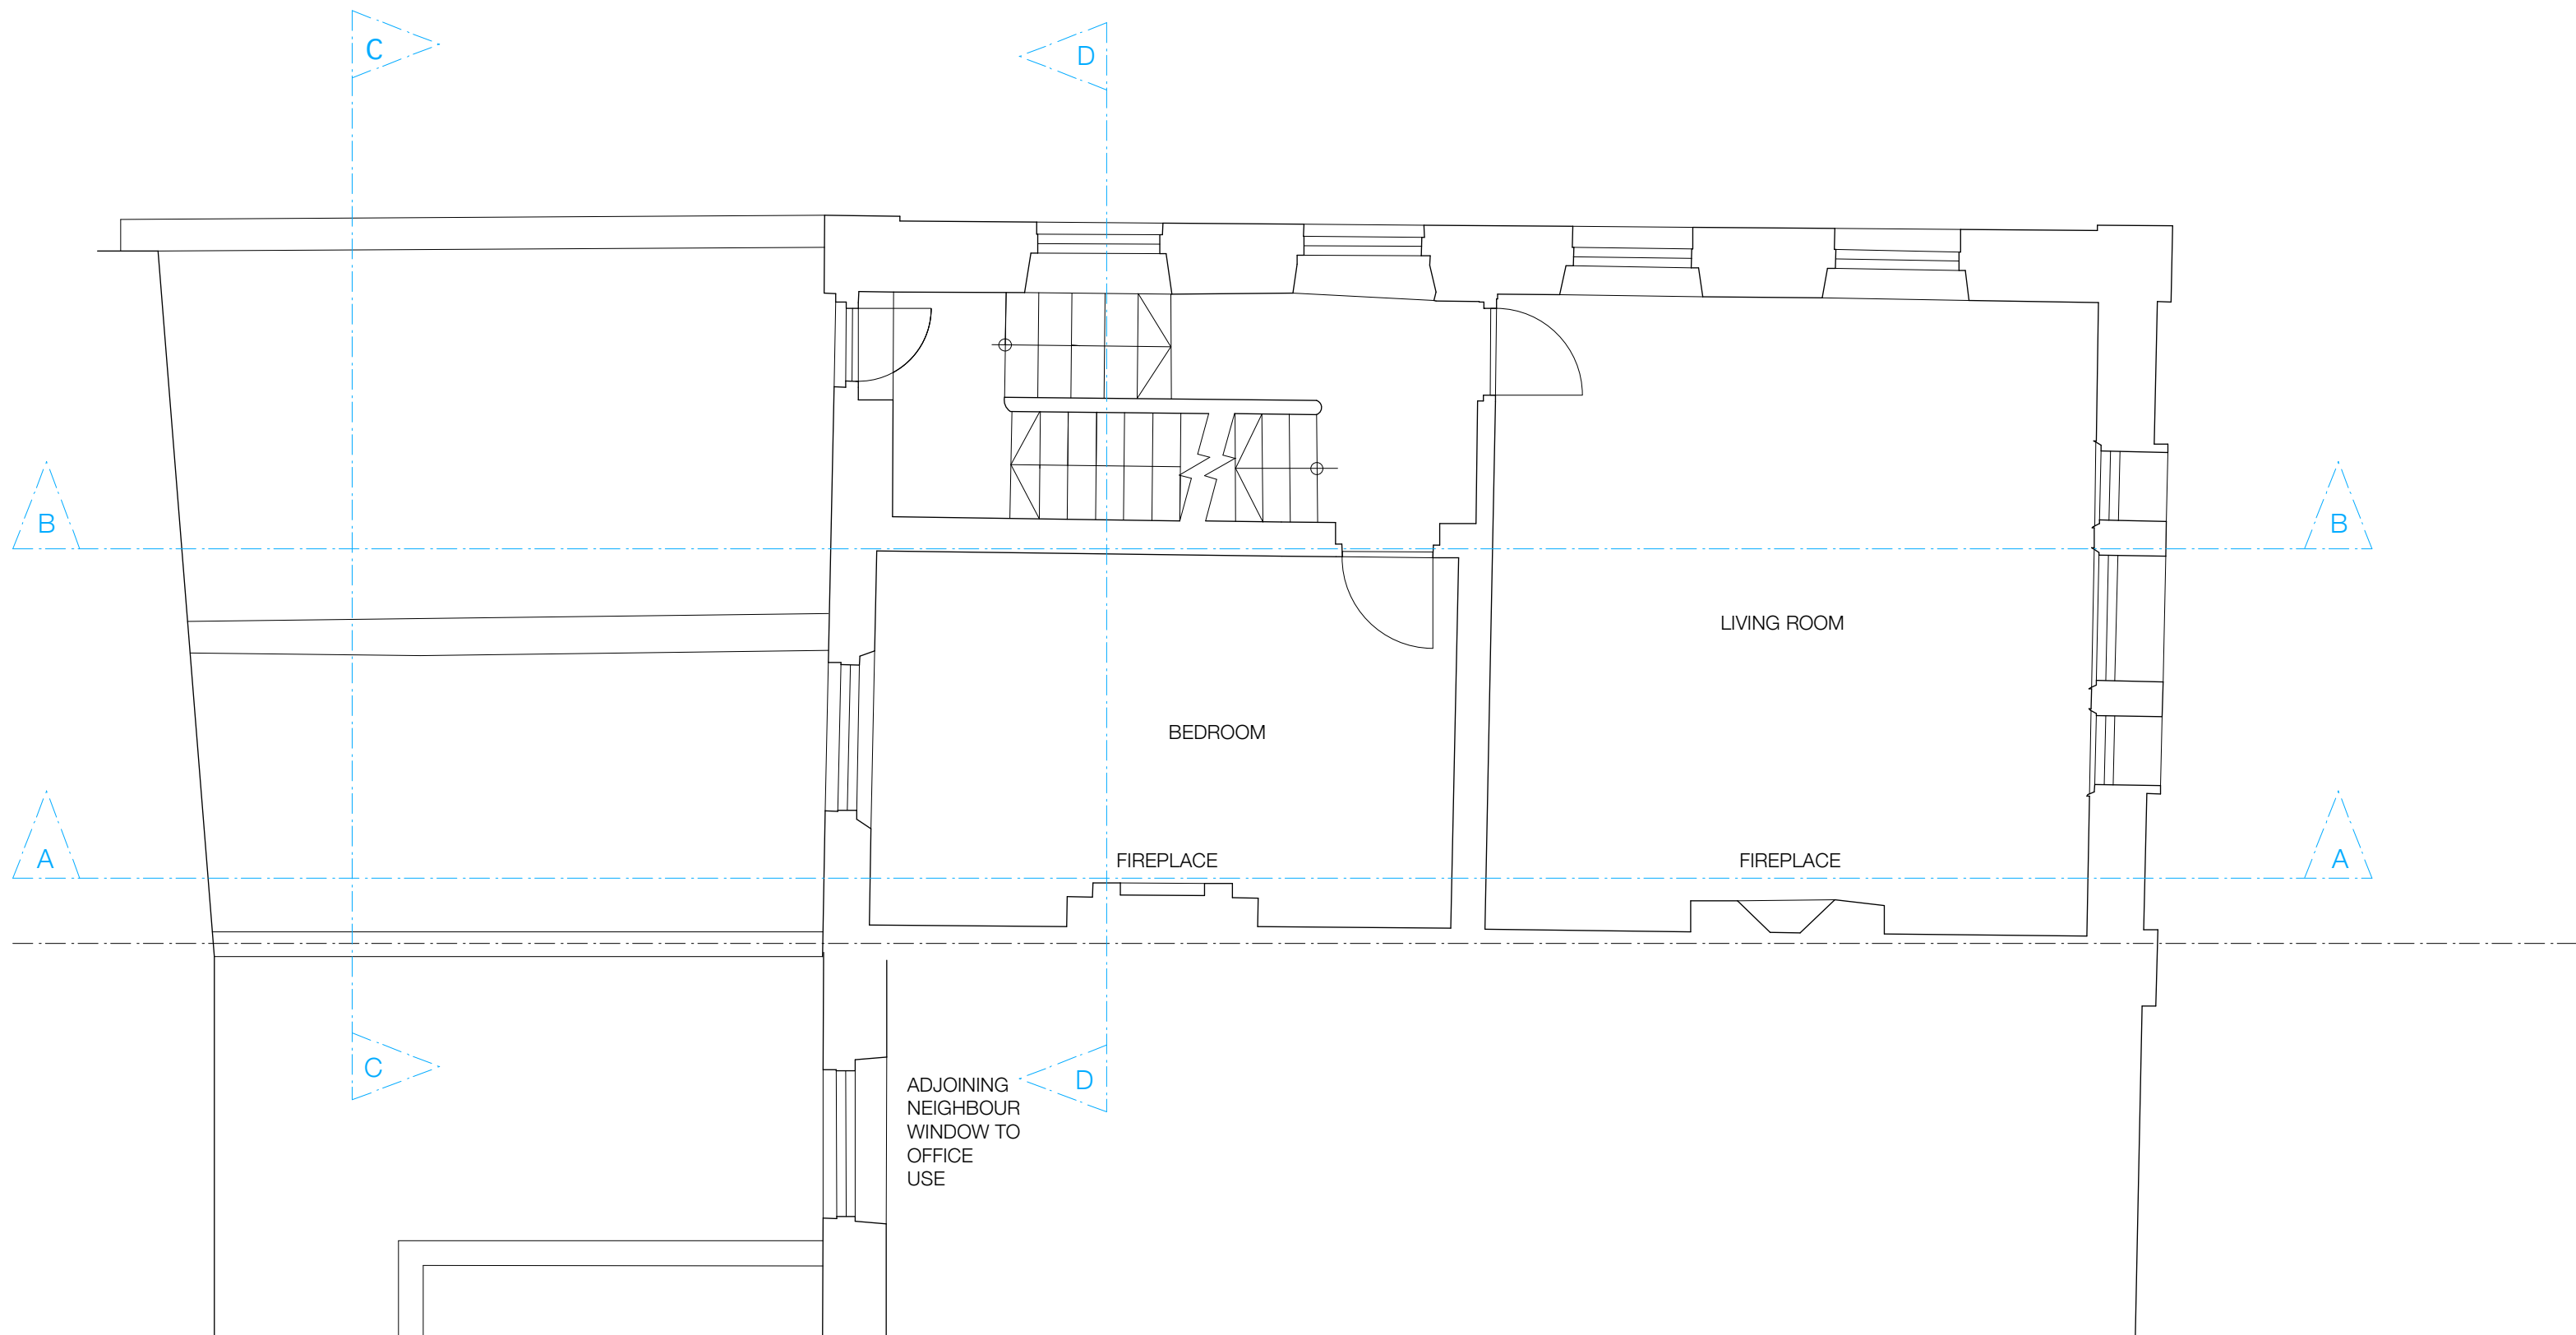 C
D
B
B
LIVING ROOM
BEDROOM
A
FIREPLACE
FIREPLACE
A
C
D
ADJOINING
NEIGHBOUR
WINDOW TO
OFFICE
USE